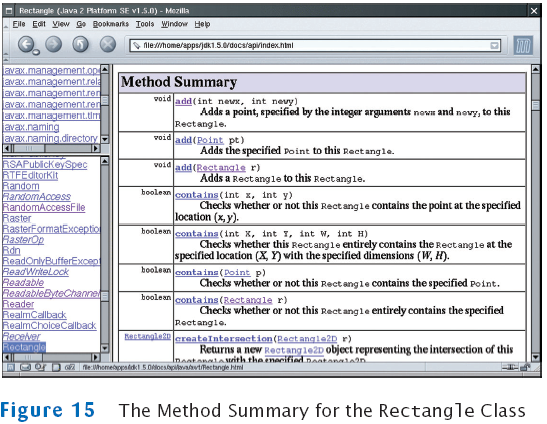 Rectangle (Java 2 Platform SE v1.5.0) - Mozilla
File Edit View Go Bookmarks Tools Window Help
file:///home/apps/jdk1.5.0/docs/api/index.html
javax.management.ope
javax.management.rela
javax.management.ren
javax.management.ren
javax.management.tim
javax.naming
javax.naming.directory
RSAPublicKeySpec
RTFEditorKit
Random
RandomAccess
RandomAccessFile
Raster
RasterFormatException
RasterOp
Rdn
ReadOnlyBufferExcept
ReadWriteLock
Readable
ReadableByteChannel
Reader
RealmCallback
RealmChoiceCallback
Receiver
Rectangle
Method Summary
void add(int newx, int newy)
Adds a point, specified by the integer arguments newx and newy, to this
Rectangle.
void add(Point pt)
Adds the specified Point to this Rectangle.
void add(Rectangle r)
Adds a Rectangle to this Rectangle.
boolean contains(int x, int y)
Checks whether or not this Rectangle contains the point at the specified
location (x, y).
boolean contains(int X, int Y, int W, int H)
Checks whether this Rectangle entirely contains the Rectangle at the
specified location (X, Y) with the specified dimensions (W, H).
boolean contains(Point p)
Checks whether or not this Rectangle contains the specified Point.
boolean contains(Rectangle r)
Checks whether or not this Rectangle entirely contains the specified
Rectangle.
Rectangle2D createIntersection(Rectangle2D r)
Returns a new Rectangle2D object representing the intersection of this
Rectangle with the specified Rectangle2D.
file:///home/apps/jdk1.5.0/docs/api/java/awt/Rectangle.html
Figure 15 The Method Summary for the Rectangle Class